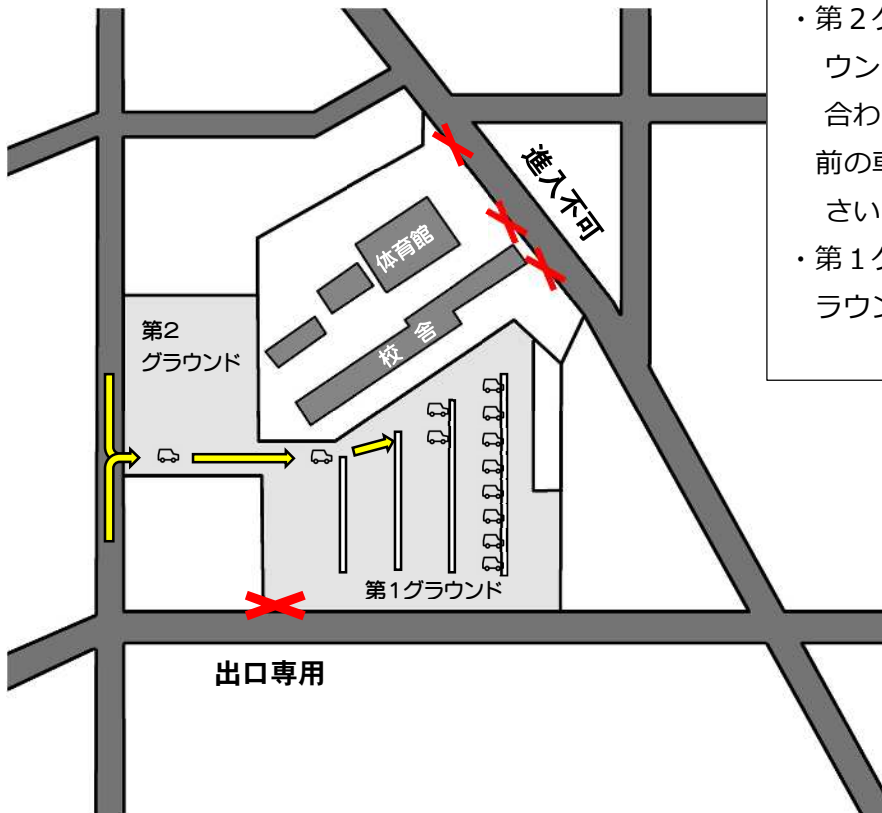 ・第2グ
ウン
合わ
前の車
さい
・第1グ
ラウン
進入不可
体育館
校舎
第2
グラウンド
第1グラウンド
出口専用